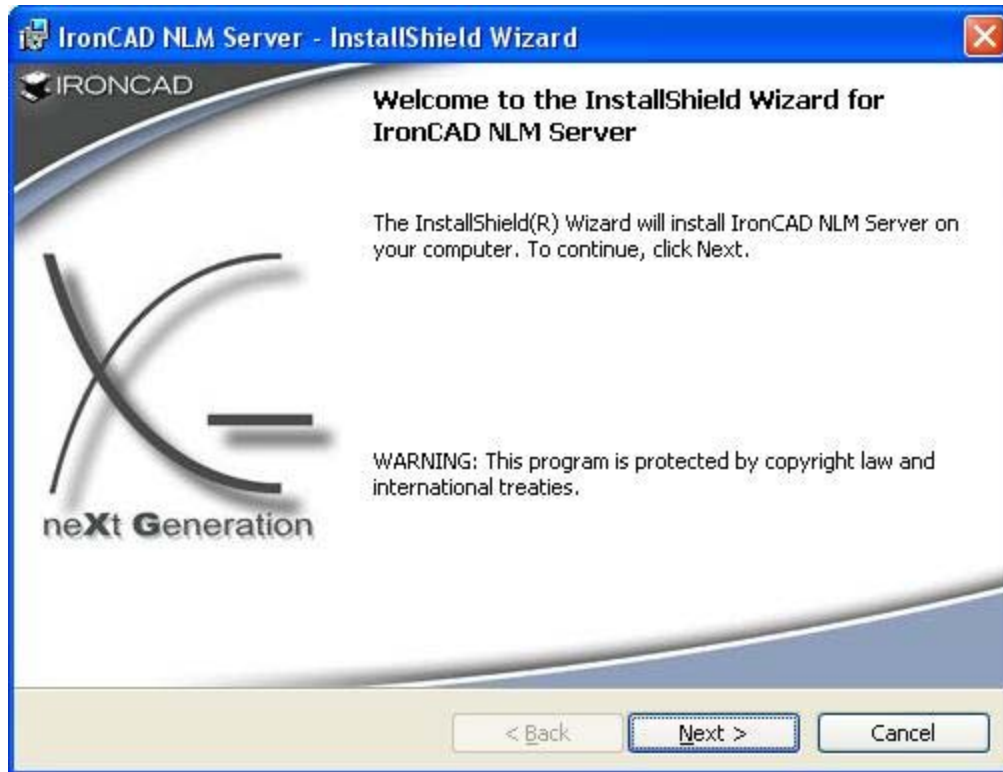 IronCAD NLM Server - InstallShield Wizard
IRONCAD
Welcome to the InstallShield Wizard for
IronCAD NLM Server
The InstallShield(R) Wizard will install IronCAD NLM Server on
your computer. To continue, click Next.
WARNING: This program is protected by copyright law and
international treaties.
neXt Generation
< Back
Next >
Cancel